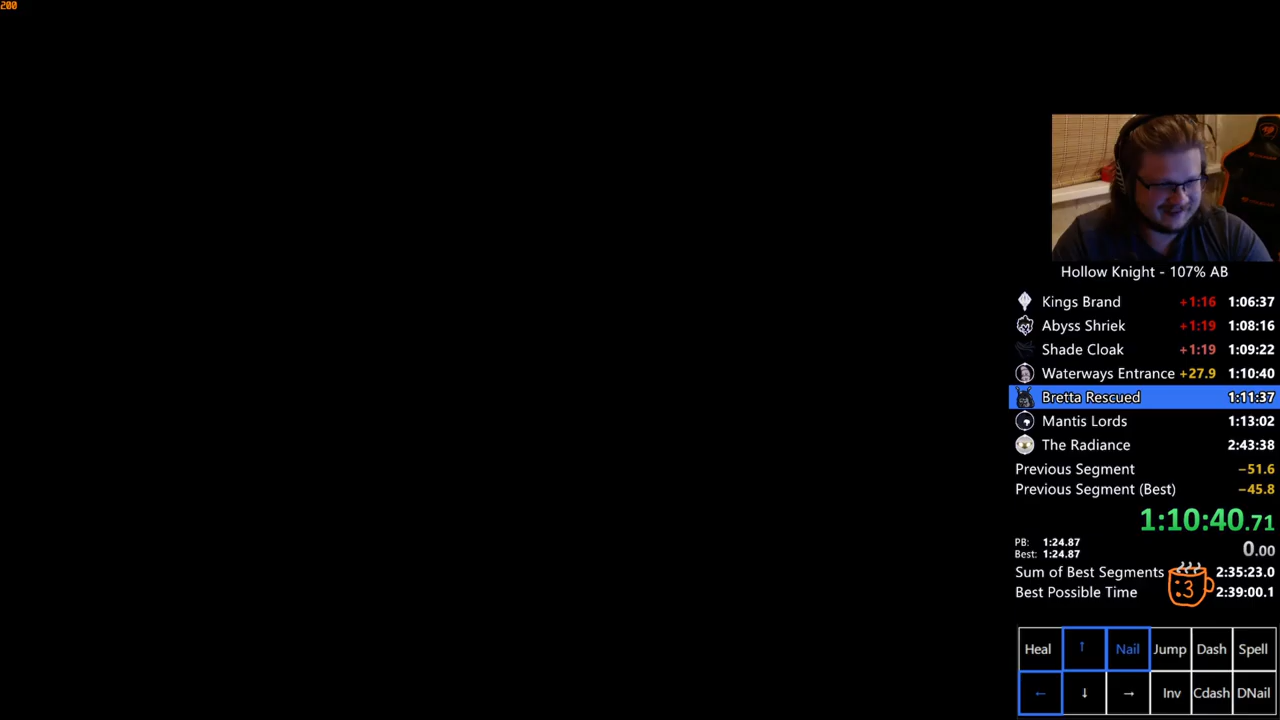 200
Hollow Knight - 107% AB
Kings Brand +1:16 1:06:37
Abyss Shriek +1:19 1:08:16
Shade Cloak +1:19 1:09:22
Waterways Entrance +27.9 1:10:40
Bretta Rescued 1:11:37
Mantis Lords 1:13:02
The Radiance 2:43:38
Previous Segment −51.6
Previous Segment (Best) −45.8
1:10:40.71
PB: 1:24.87
Best: 1:24.87
0.00
Sum of Best Segments 2:35:23.0
Best Possible Time 2:39:00.1
:3
Heal ↑ Nail Jump Dash Spell
← ↓ → Inv Cdash DNail